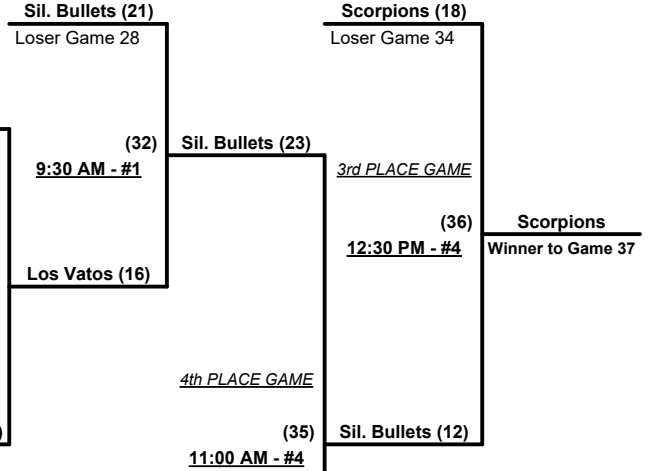 Sil. Bullets (21)
Scorpions (18)
Loser Game 28
Loser Game 34
(32)
Sil. Bullets (23)
9:30 AM - #1
3rd PLACE GAME
(36)
Scorpions
12:30 PM - #4
Winner to Game 37
Los Vatos (16)
4th PLACE GAME
)
(35)
Sil. Bullets (12)
11:00 AM - #4